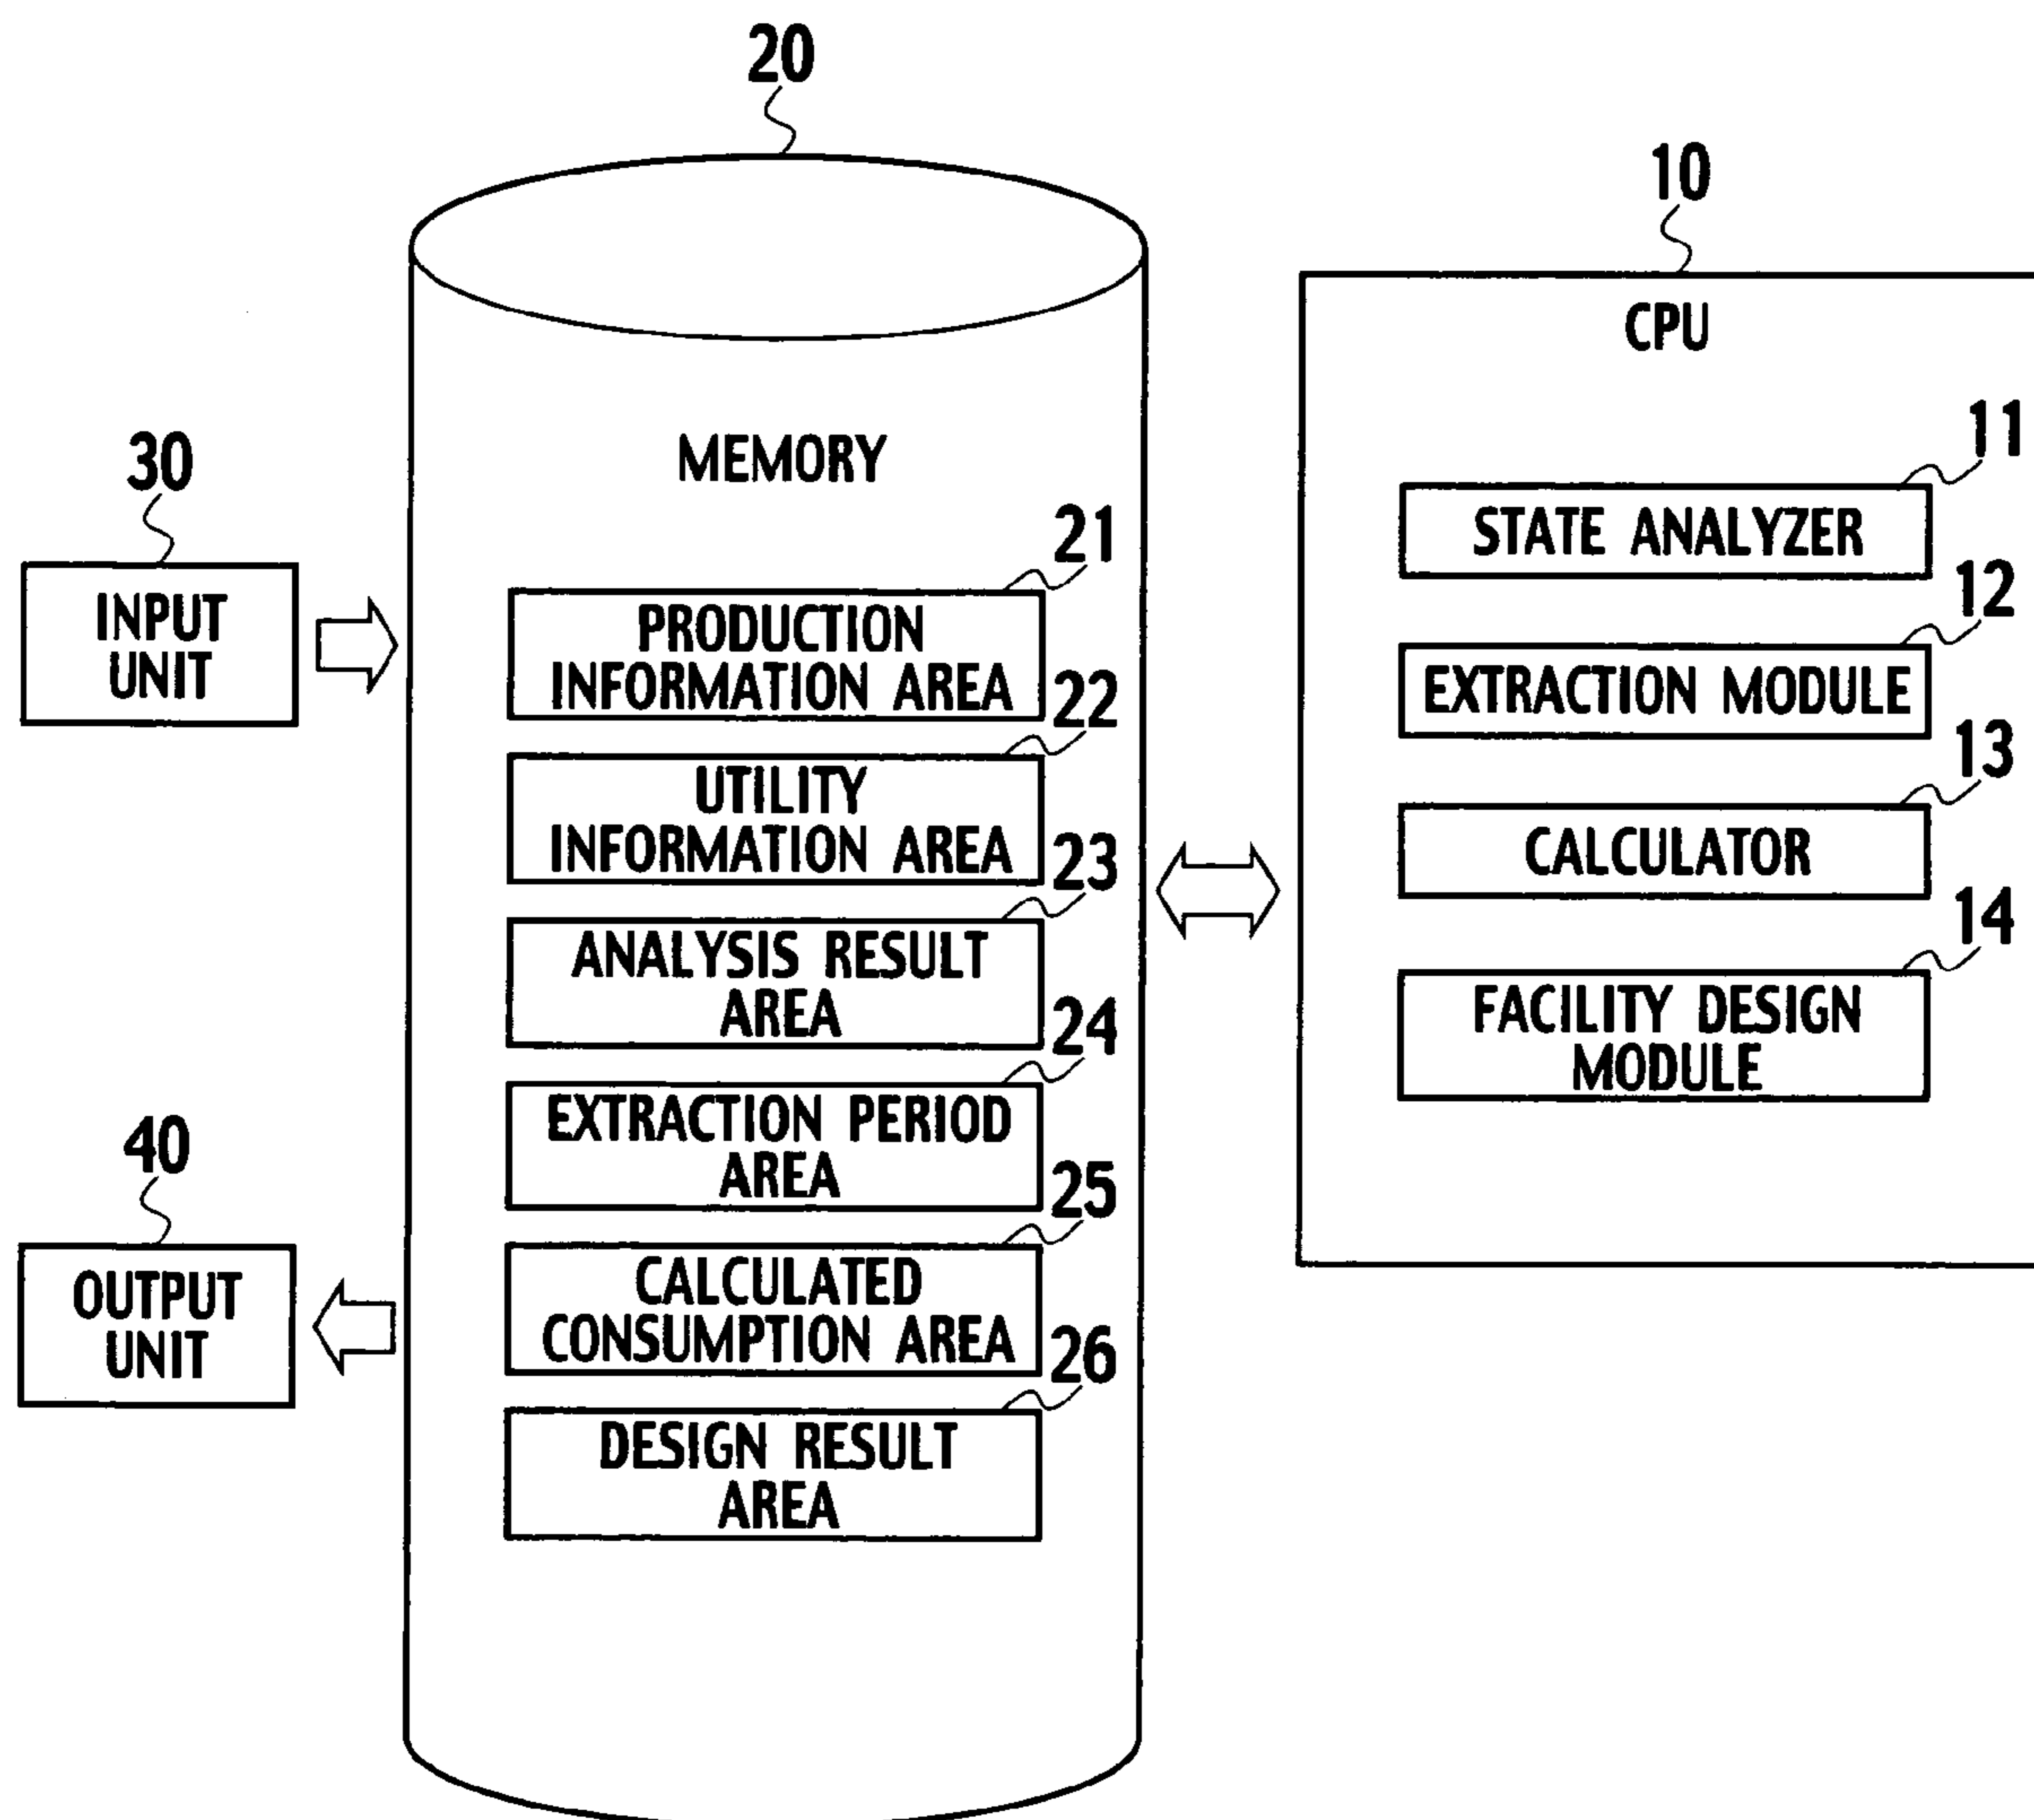 20
10
CPU
MEMORY
30
INPUT
UNIT
21
PRODUCTION
INFORMATION AREA
22
UTILITY
INFORMATION AREA
23
ANALYSIS RESULT
AREA
24
EXTRACTION PERIOD
AREA
25
CALCULATED
CONSUMPTION AREA
26
DESIGN RESULT
AREA
40
OUTPUT
UNIT
11
STATE ANALYZER
12
EXTRACTION MODULE
13
CALCULATOR
14
FACILITY DESIGN
MODULE